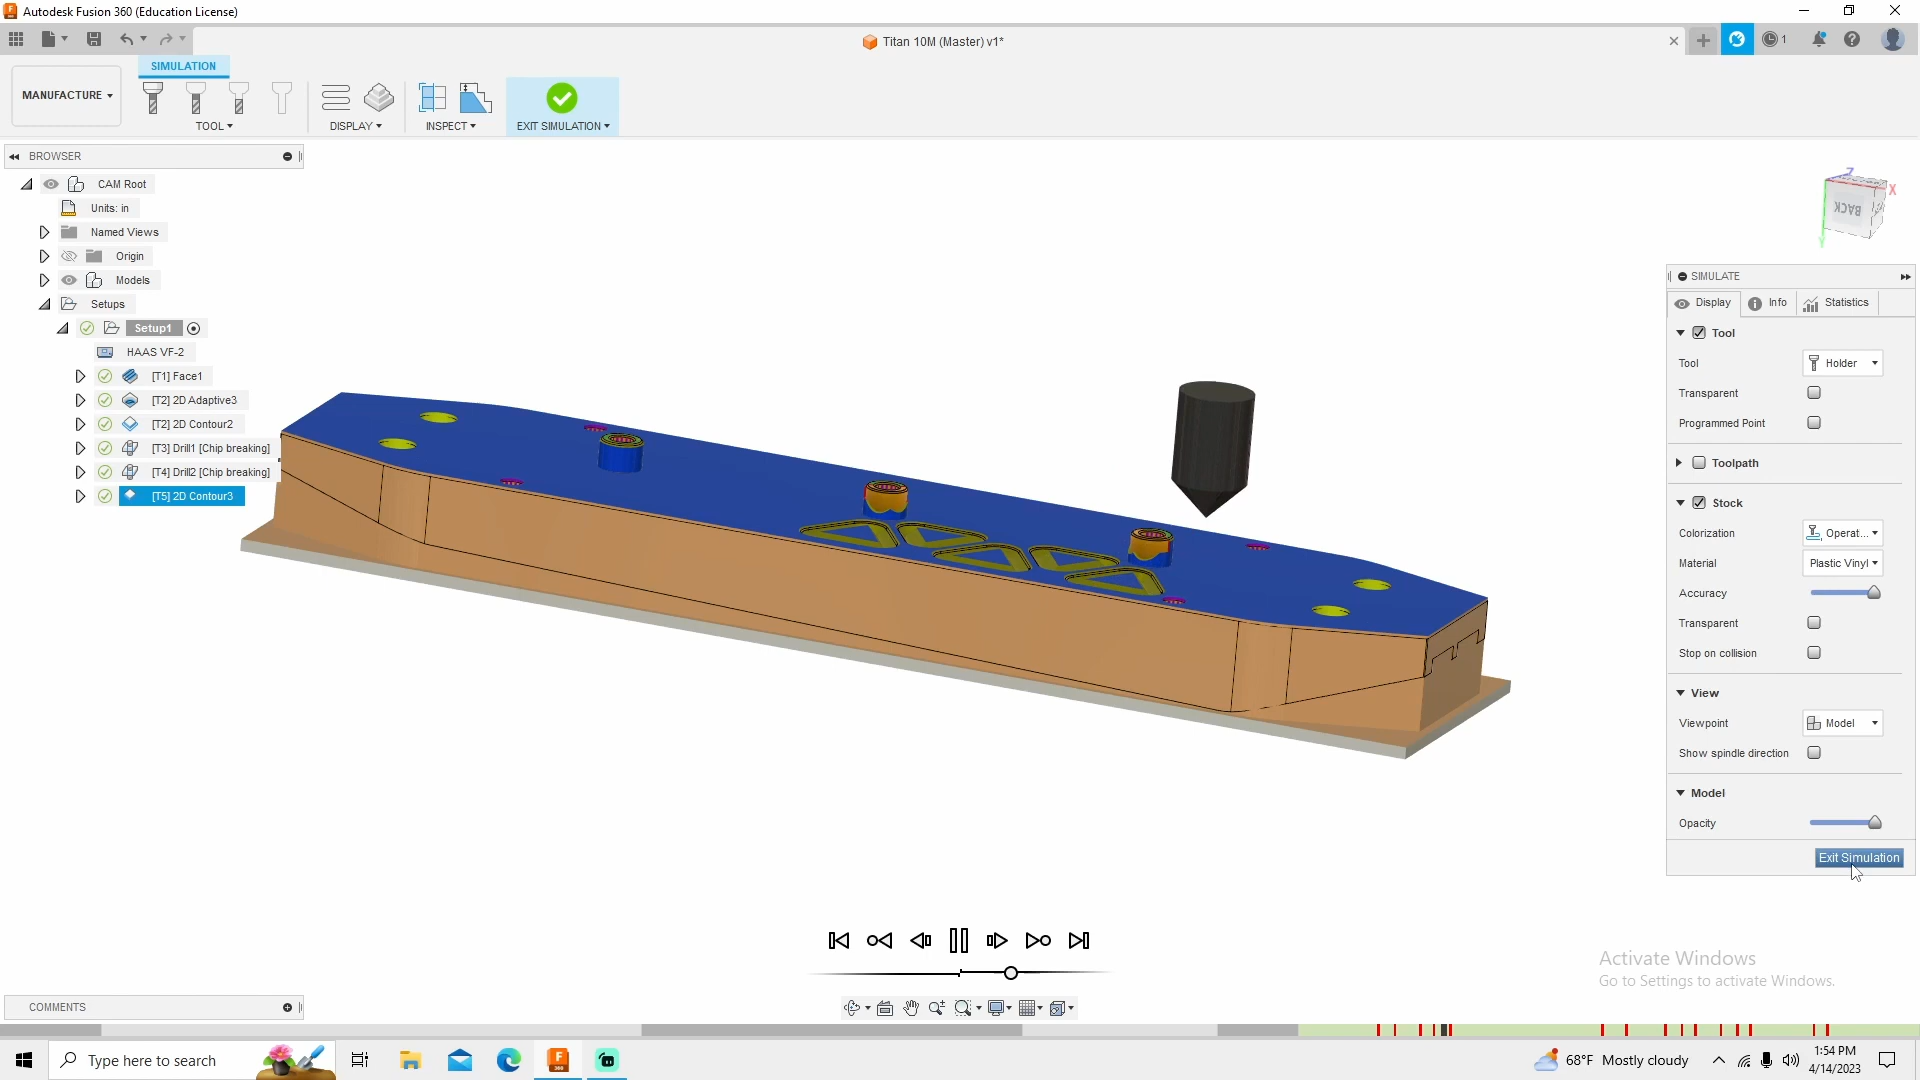 Autodesk Fusion 360 (Education License)
Titan 10M (Master) v1*
1
MANUFACTURE
SIMULATION
TOOL
DISPLAY
INSPECT
EXIT SIMULATION
BROWSER
CAM Root
Units: in
Named Views
Origin
Models
Setups
Setup1
HAAS VF-2
[T1] Face1
[T2] 2D Adaptive3
[T2] 2D Contour2
[T3] Drill1 [Chip breaking]
[T4] Drill2 [Chip breaking]
[T5] 2D Contour3
Z
X
BACK
Y
SIMULATE
Display
Info
Statistics
Tool
Tool
Holder
Transparent
Programmed Point
Toolpath
Stock
Colorization
Operat...
Material
Plastic Vinyl
Accuracy
Transparent
Stop on collision
View
Viewpoint
Model
Show spindle direction
Model
Opacity
Exit Simulation
Activate Windows
Go to Settings to activate Windows.
COMMENTS
Type here to search
F
360
68°F Mostly cloudy
1:54 PM
4/14/2023